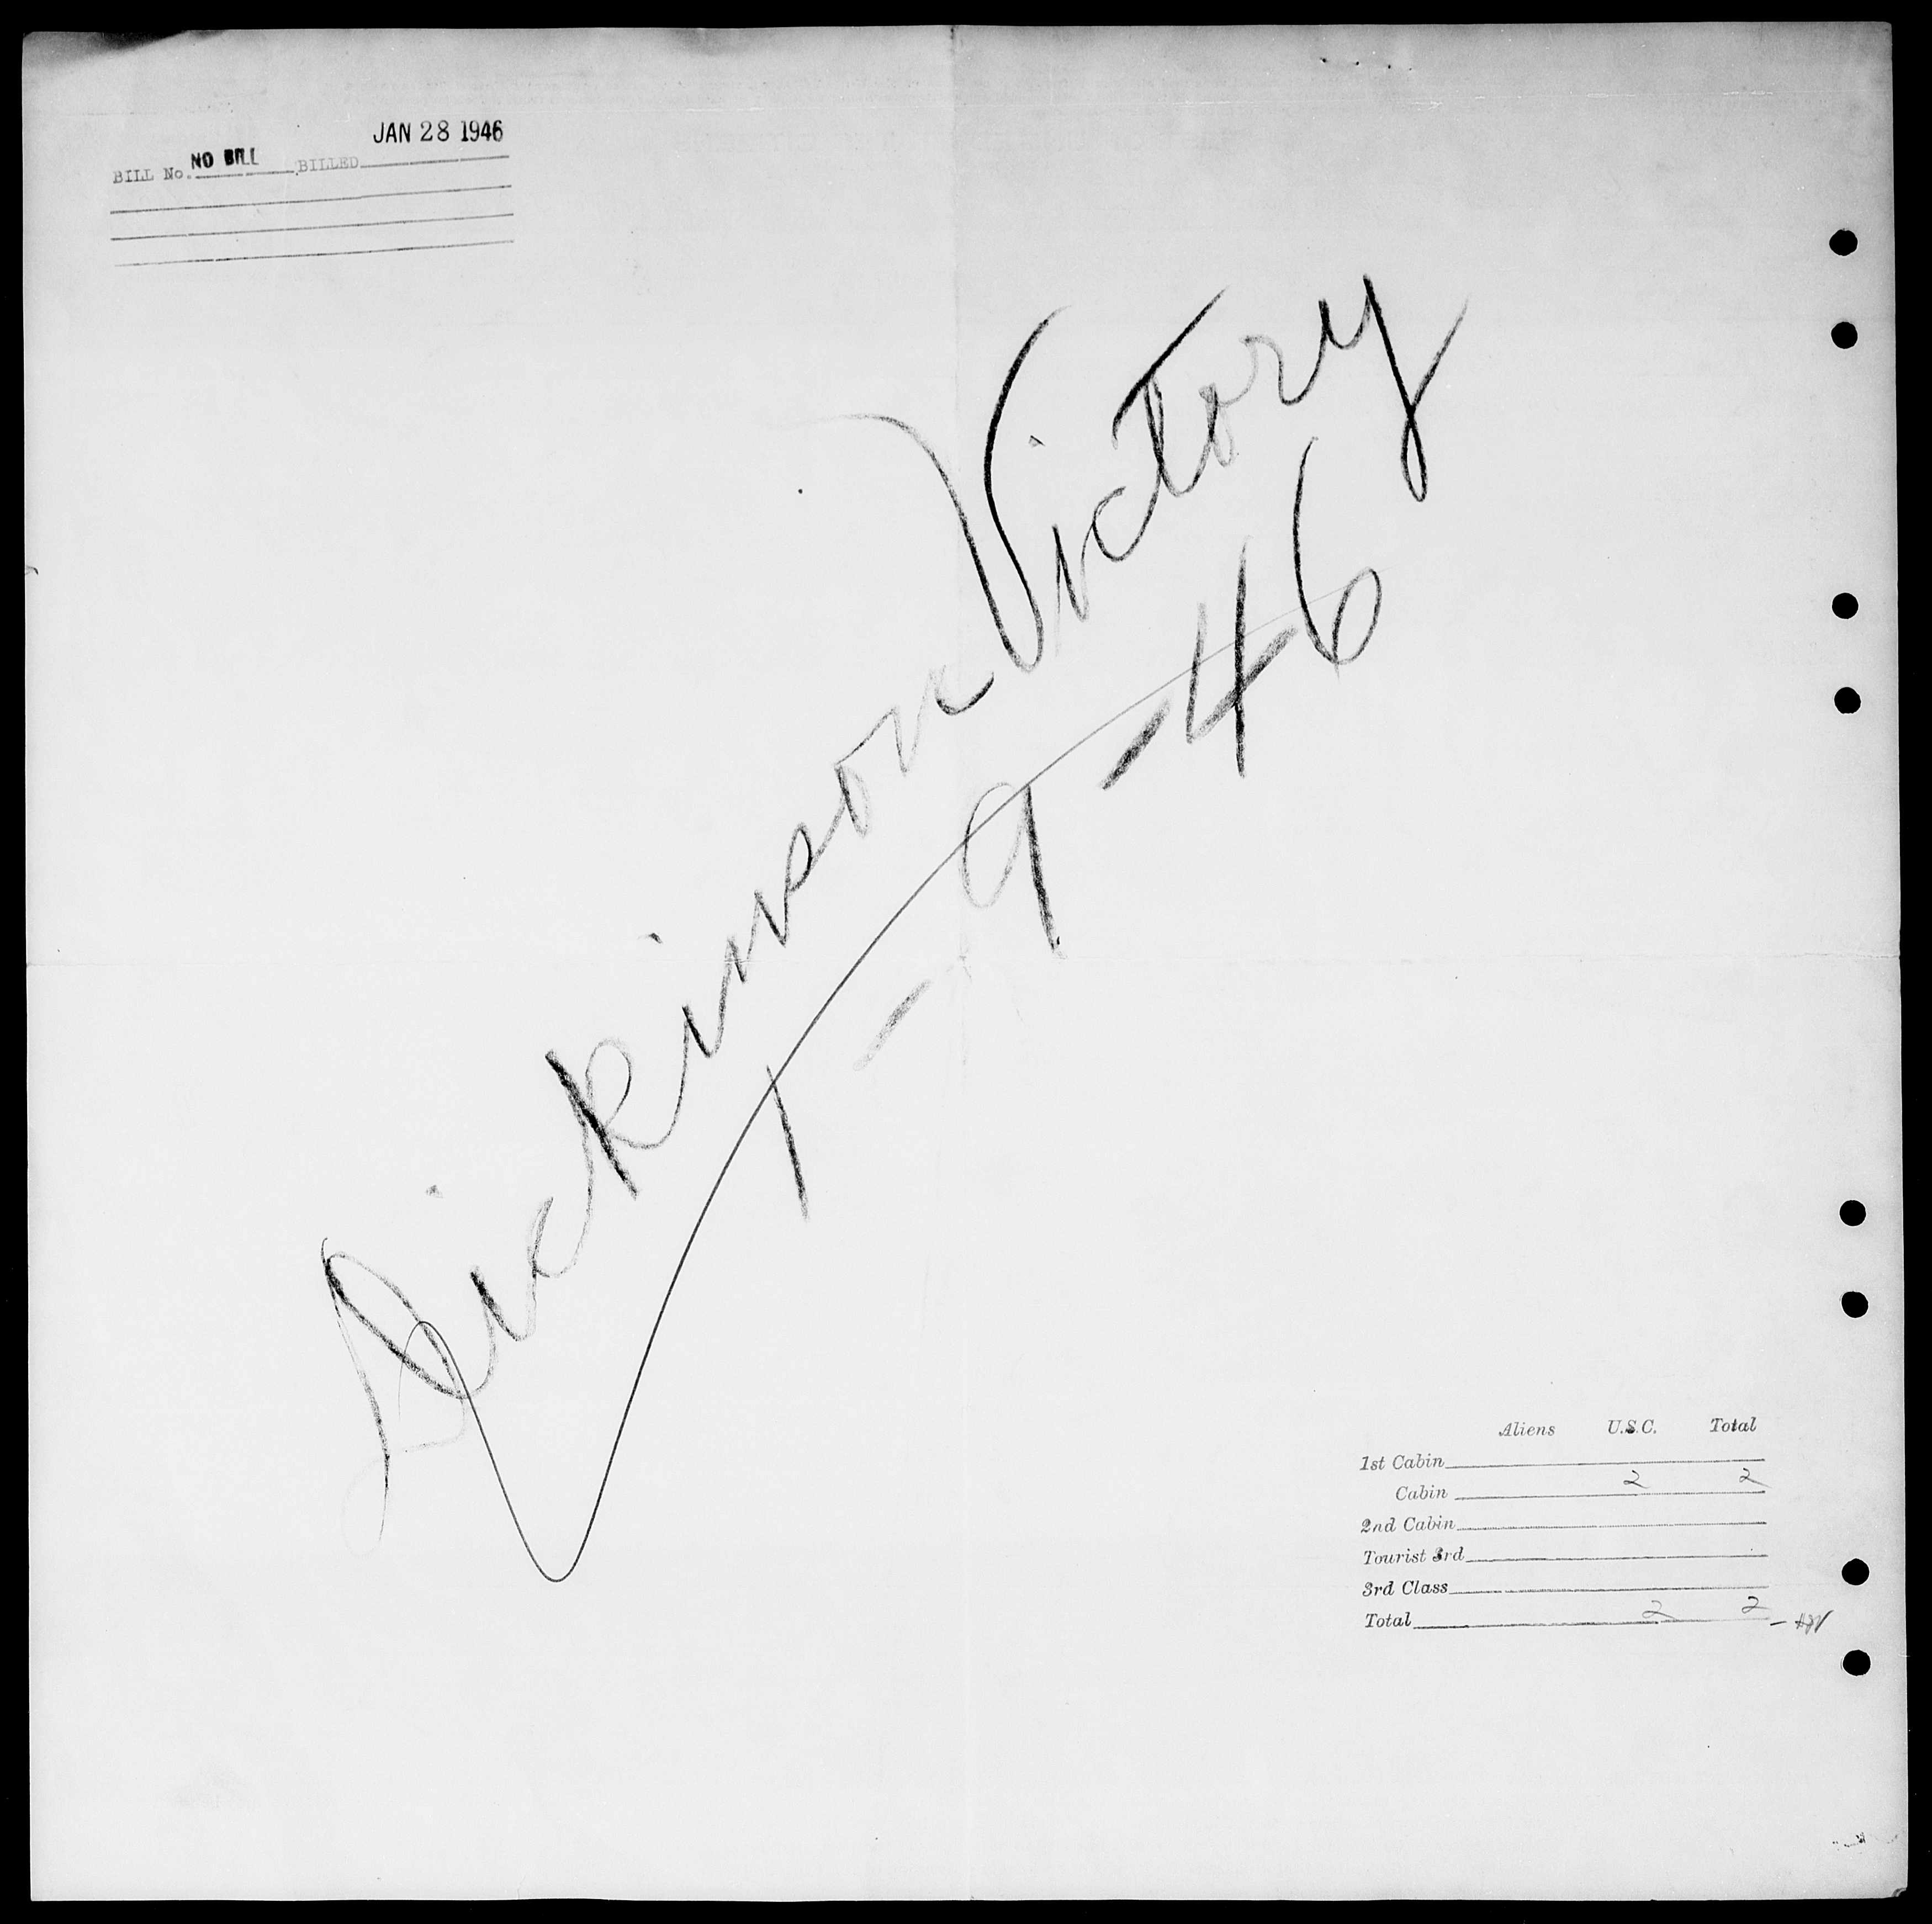 JAN 28 1946
BILL No. NO BILL BILLED
Dickinson Victory
1-9-46
Aliens U.S.C. Total
1st Cabin
Cabin 2 2
2nd Cabin
Tourist 3rd
3rd Class
Total 2 2 -